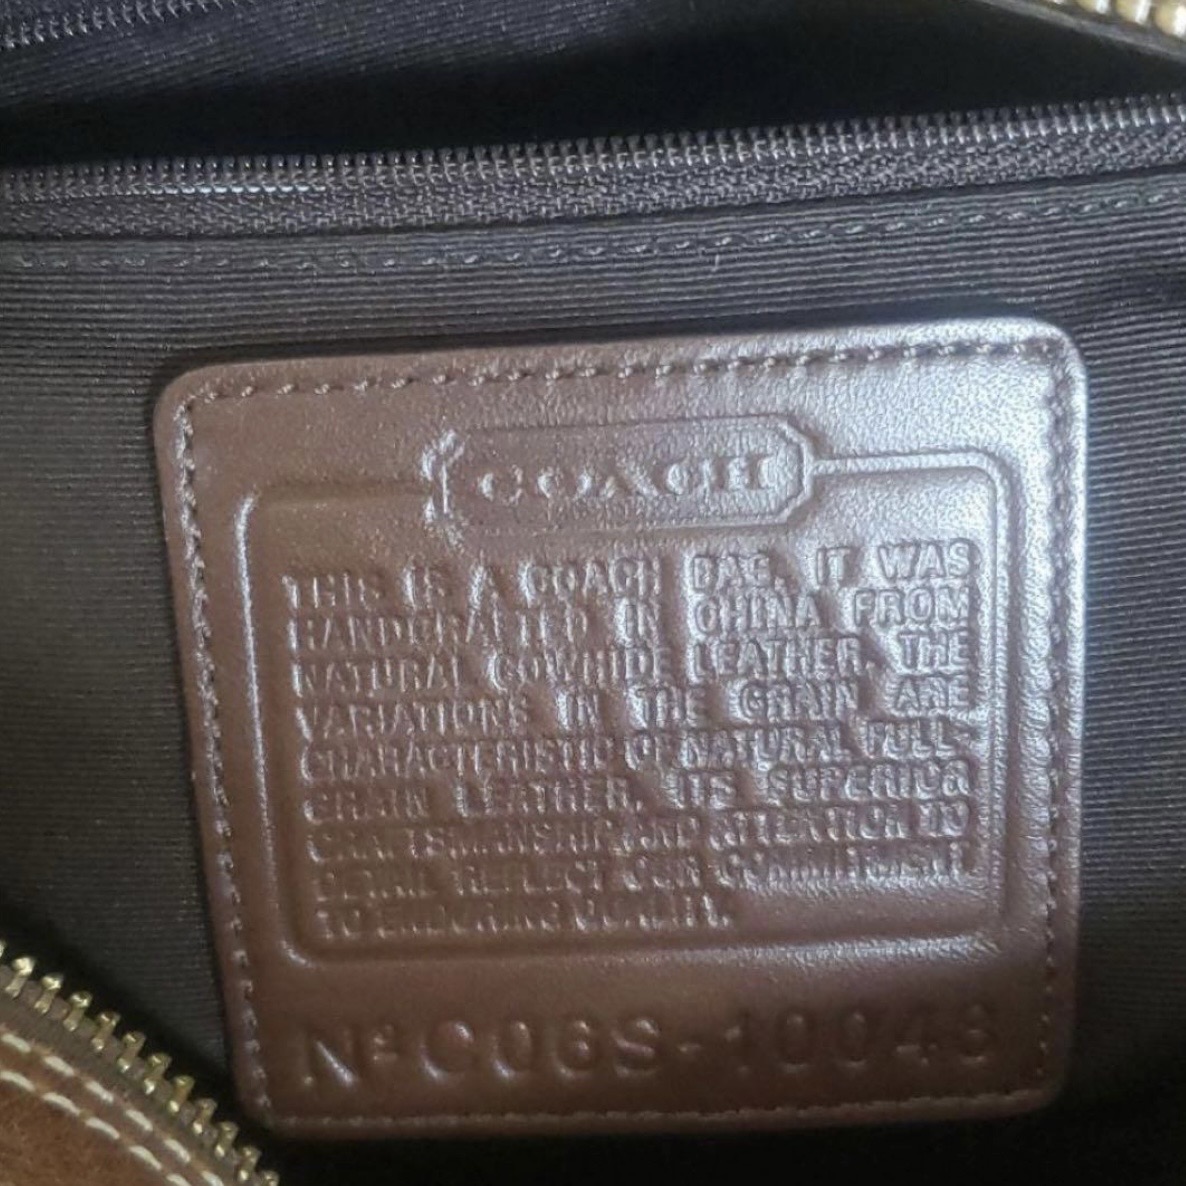 COACH
THIS IS A COACH BAG. IT WAS
HANDCRAFTED IN CHINA FROM
NATURAL COWHIDE LEATHER. THE
VARIATIONS IN THE GRAIN ARE
CHARACTERISTIC OF NATURAL FULL-
GRAIN LEATHER. ITS SUPERIOR
CRAFTSMANSHIP AND ATTENTION TO
DETAIL REFLECT OUR COMMITMENT
TO ENDURING QUALITY.
Nº C06S-10048